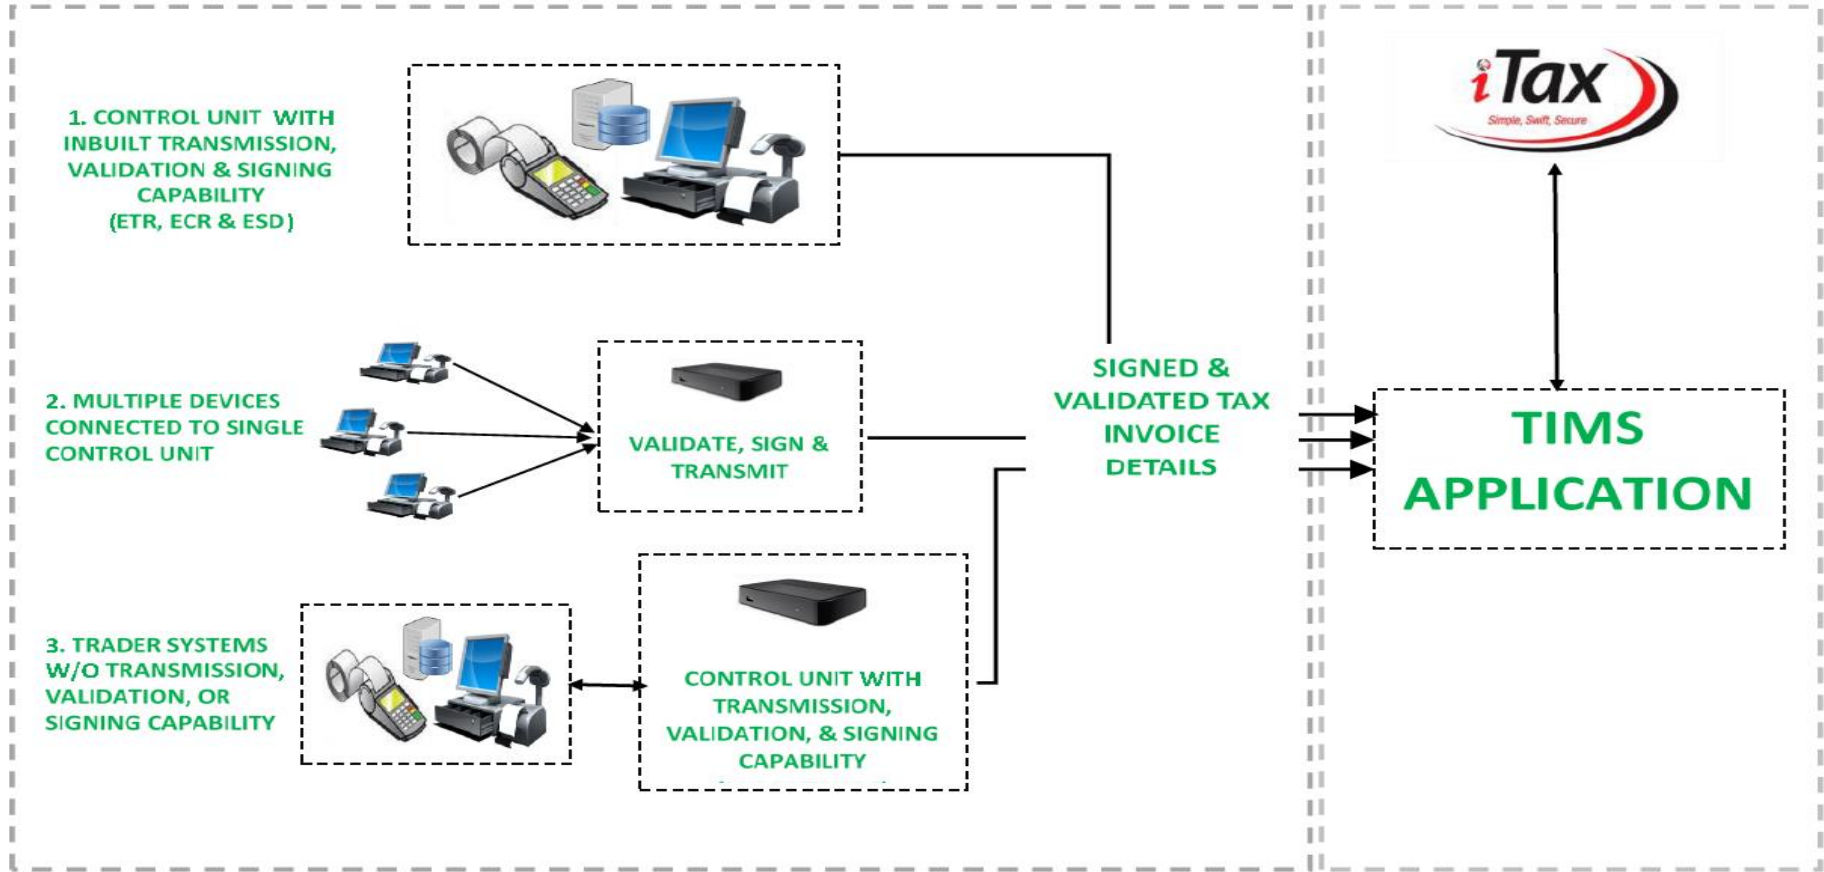 1. CONTROL UNIT WITH
INBUILT TRANSMISSION,
VALIDATION & SIGNING
CAPABILITY
(ETR, ECR & ESD)
2. MULTIPLE DEVICES
CONNECTED TO SINGLE
CONTROL UNIT
VALIDATE, SIGN &
TRANSMIT
3. TRADER SYSTEMS
W/O TRANSMISSION,
VALIDATION, OR
SIGNING CAPABILITY
CONTROL UNIT WITH
TRANSMISSION,
VALIDATION, & SIGNING
CAPABILITY
SIGNED &
VALIDATED TAX
INVOICE
DETAILS
iTax
Simple, Swift, Secure
TIMS
APPLICATION